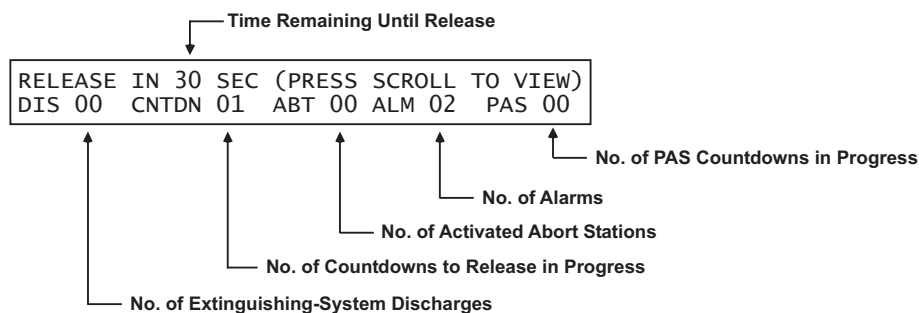 Time Remaining Until Release
RELEASE IN 30 SEC (PRESS SCROLL TO VIEW)
DIS 00 CNTDN 01 ABT 00 ALM 02 PAS 00
No. of PAS Countdowns in Progress
No. of Alarms
No. of Activated Abort Stations
No. of Countdowns to Release in Progress
No. of Extinguishing-System Discharges